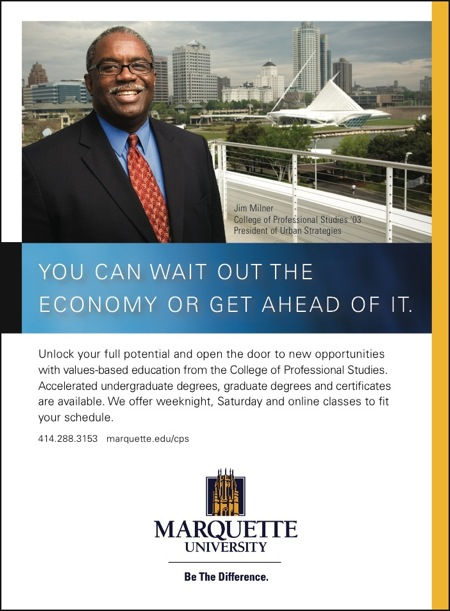 Jim Milner
College of Professional Studies '03
President of Urban Strategies
YOU CAN WAIT OUT THE
ECONOMY OR GET AHEAD OF IT.
Unlock your full potential and open the door to new opportunities
with values-based education from the College of Professional Studies.
Accelerated undergraduate degrees, graduate degrees and certificates
are available. We offer weeknight, Saturday and online classes to fit
your schedule.
414.288.3153 marquette.edu/cps
MARQUETTE
UNIVERSITY
Be The Difference.